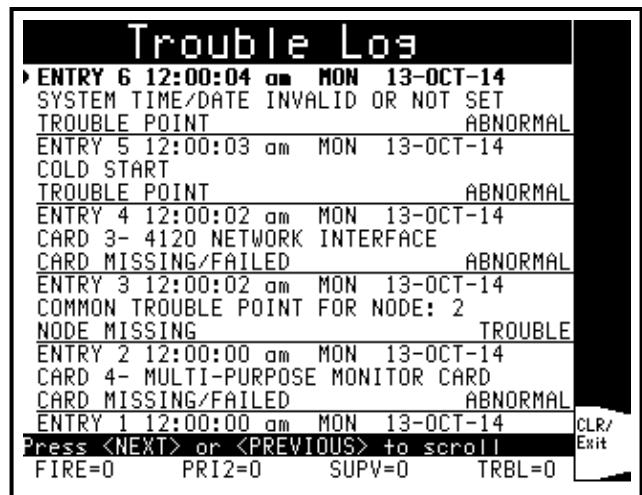 Trouble Log
ENTRY 6 12:00:04 am MON 13-OCT-14
SYSTEM TIME/DATE INVALID OR NOT SET
TROUBLE POINT ABNORMAL
ENTRY 5 12:00:03 am MON 13-OCT-14
COLD START
TROUBLE POINT ABNORMAL
ENTRY 4 12:00:02 am MON 13-OCT-14
CARD 3- 4120 NETWORK INTERFACE
CARD MISSING/FAILED ABNORMAL
ENTRY 3 12:00:02 am MON 13-OCT-14
COMMON TROUBLE POINT FOR NODE: 2
NODE MISSING TROUBLE
ENTRY 2 12:00:00 am MON 13-OCT-14
CARD 4- MULTI-PURPOSE MONITOR CARD
CARD MISSING/FAILED ABNORMAL
ENTRY 1 12:00:00 am MON 13-OCT-14
Press <NEXT> or <PREVIOUS> to scroll
CLR/
Exit
FIRE=0 PRI2=0 SUPV=0 TRBL=0